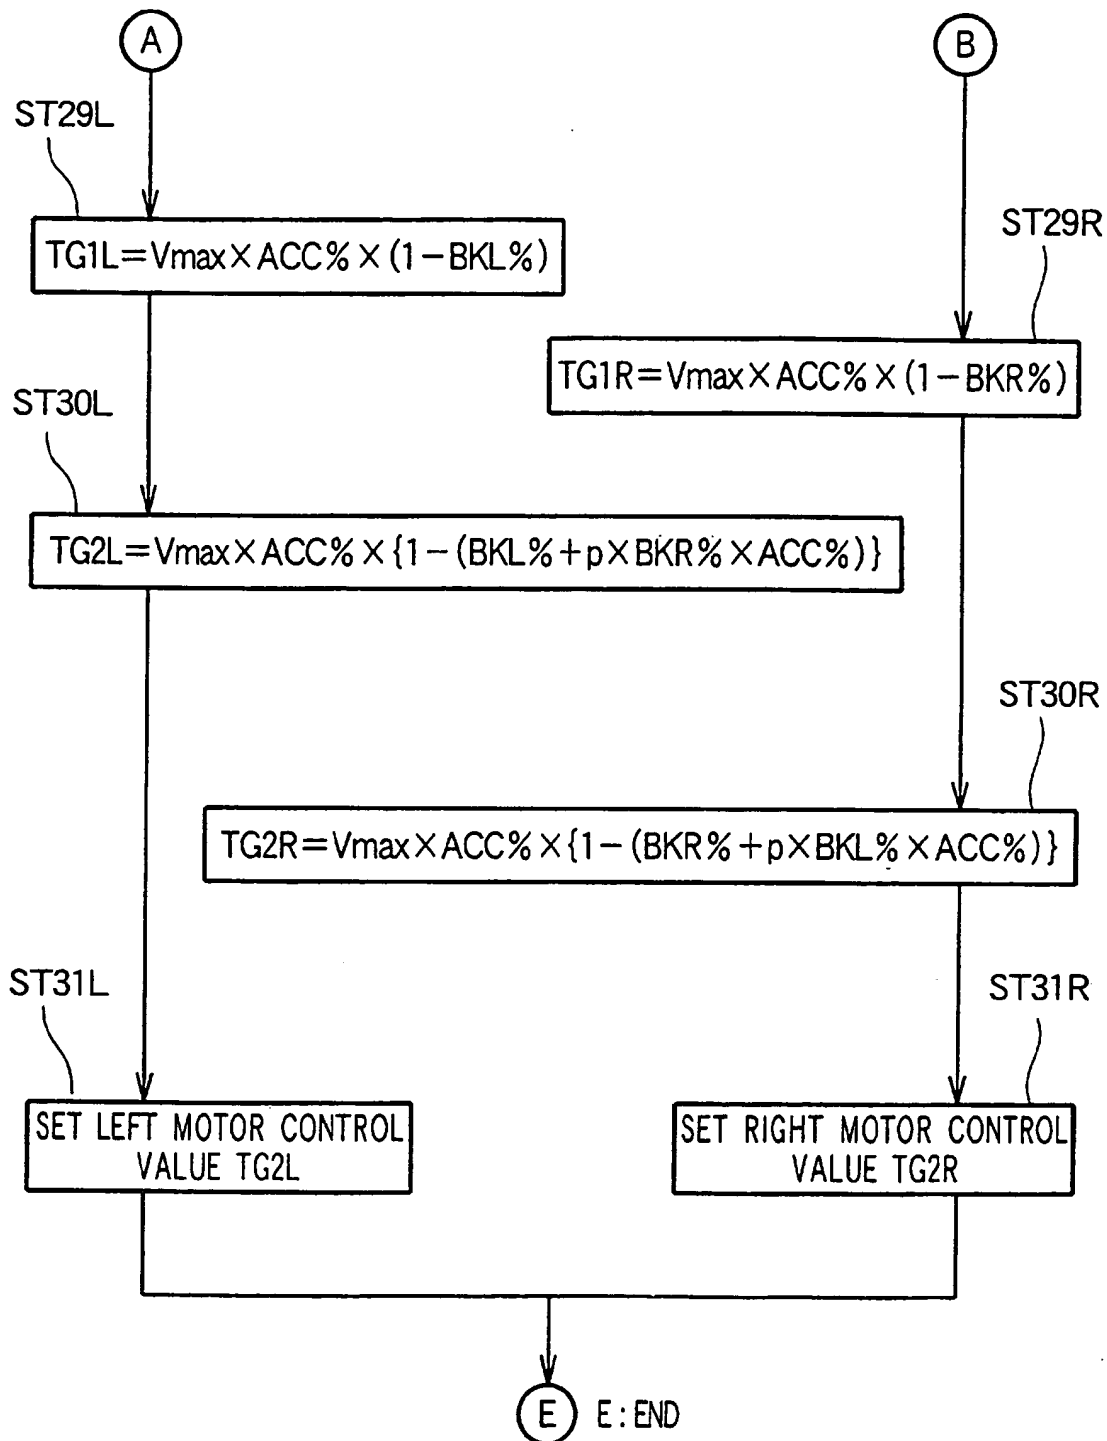 A
B
ST29L
TG1L=Vmax×ACC%×(1-BKL%)
ST29R
TG1R=Vmax×ACC%×(1-BKR%)
ST30L
TG2L=Vmax×ACC%×{1-(BKL%+p×BKR%×ACC%)}
ST30R
TG2R=Vmax×ACC%×{1-(BKR%+p×BKL%×ACC%)}
ST31L
SET LEFT MOTOR CONTROL
VALUE TG2L
ST31R
SET RIGHT MOTOR CONTROL
VALUE TG2R
E E:END